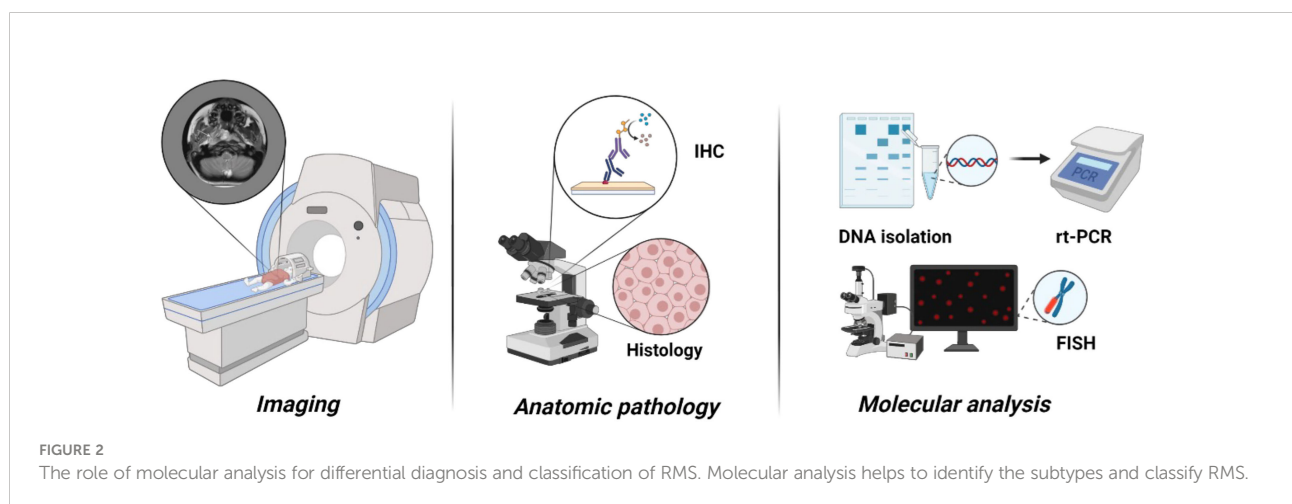 IHC
Histology
DNA isolation
PCR
rt-PCR
FISH
Imaging
Anatomic pathology
Molecular analysis
FIGURE 2
The role of molecular analysis for differential diagnosis and classification of RMS. Molecular analysis helps to identify the subtypes and classify RMS.